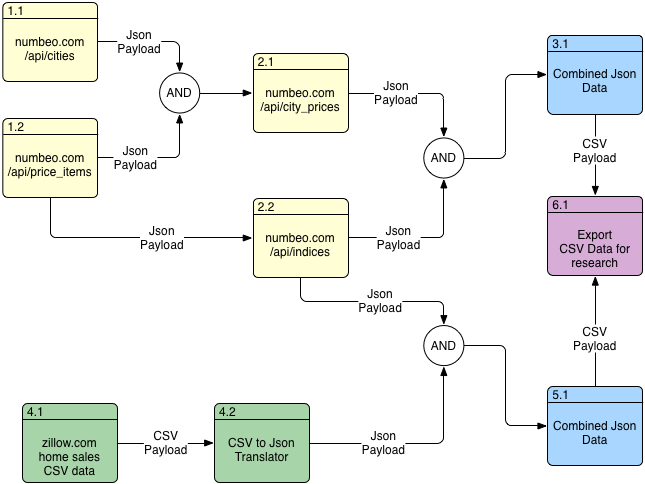 1.1
numbeo.com
/api/cities
Json
Payload
AND
1.2
numbeo.com
/api/price_items
Json
Payload
2.1
numbeo.com
/api/city_prices
Json
Payload
AND
3.1
Combined Json
Data
CSV
Payload
Json
Payload
2.2
numbeo.com
/api/indices
Json
Payload
6.1
Export
CSV Data for
research
Json
Payload
AND
CSV
Payload
4.1
zillow.com
home sales
CSV data
CSV
Payload
4.2
CSV to Json
Translator
Json
Payload
5.1
Combined Json
Data